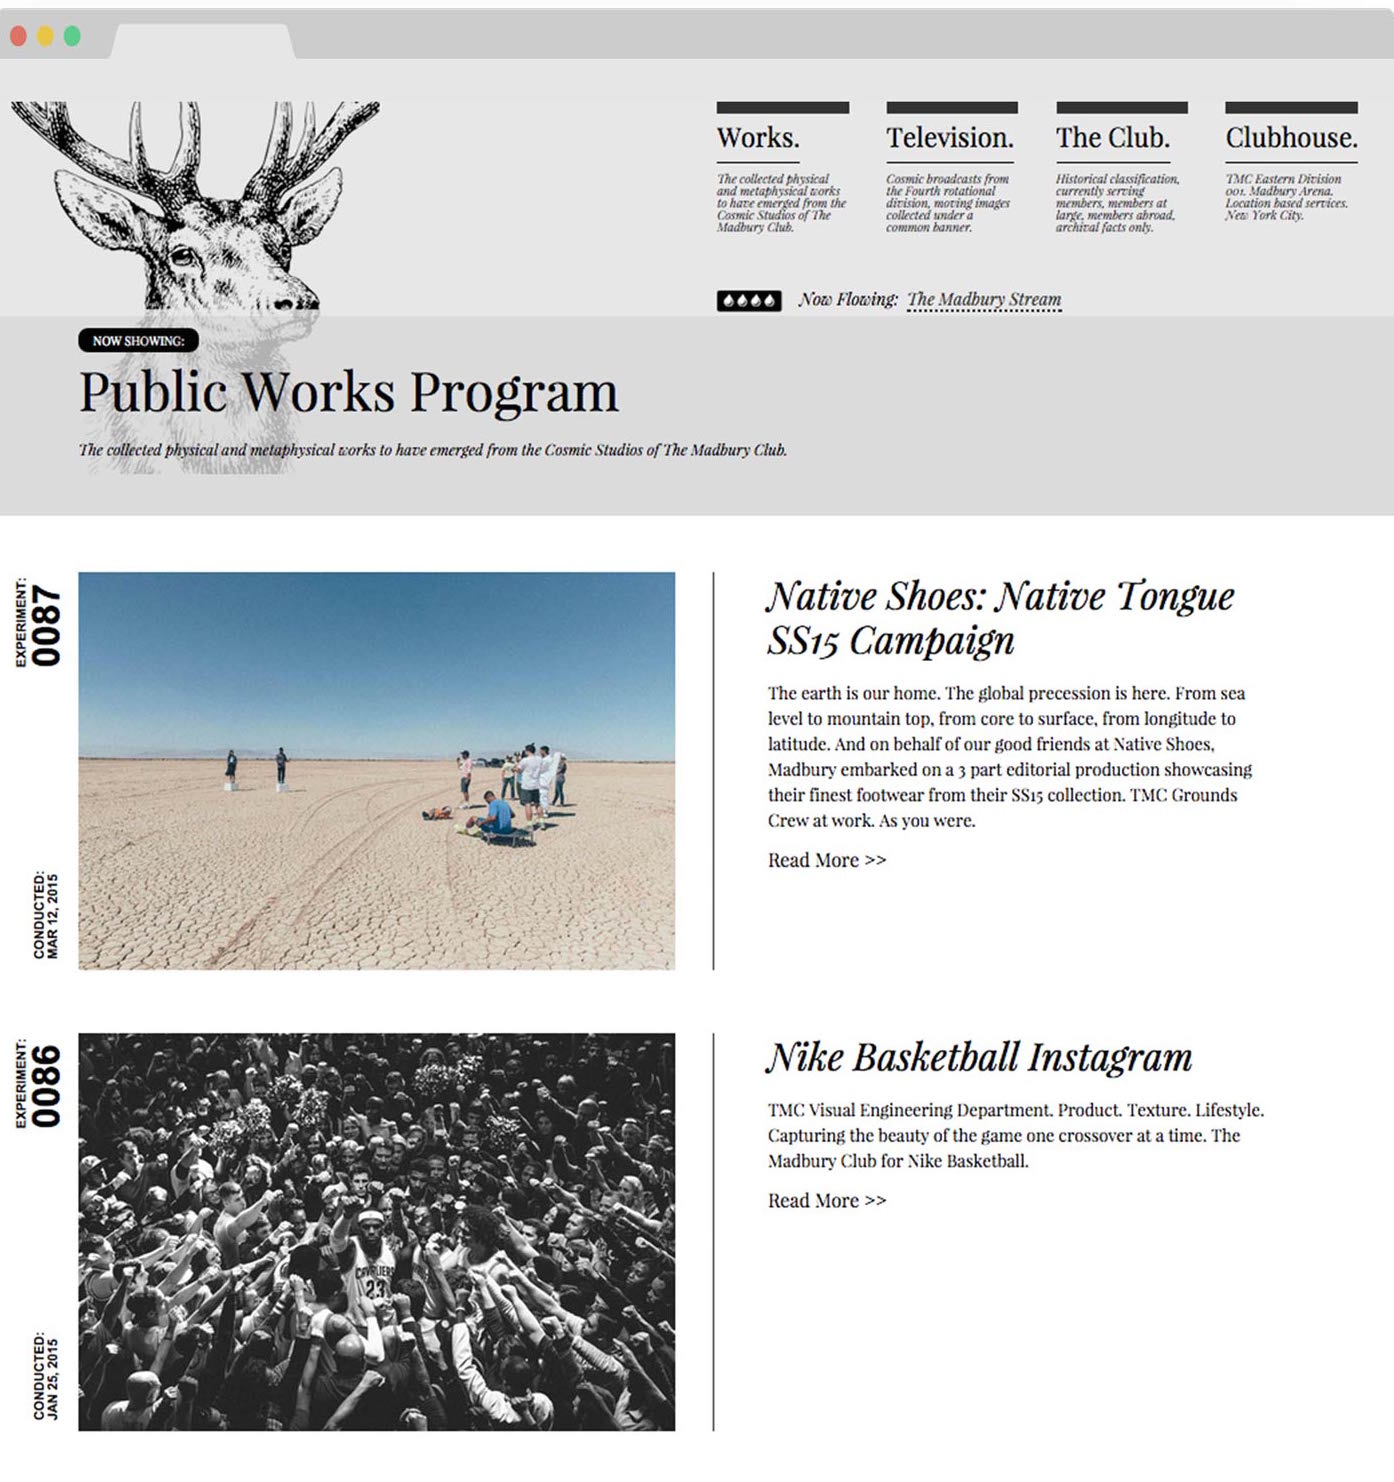 Works.
The collected physical
and metaphysical works
to have emerged from the
Cosmic Studios of The
Madbury Club.
Television.
Cosmic broadcasts from
the Fourth rotational
division, moving images
collected under a
common banner.
The Club.
Historical classification,
currently serving
members, members at
large, members abroad,
archival facts only.
Clubhouse.
TMC Eastern Division
001. Madbury Arena.
Location based services.
New York City.
Now Flowing: The Madbury Stream
NOW SHOWING:
Public Works Program
The collected physical and metaphysical works to have emerged from the Cosmic Studios of The Madbury Club.
EXPERIMENT:
0087
CONDUCTED:
MAR 12, 2015
Native Shoes: Native Tongue
SS15 Campaign
The earth is our home. The global precession is here. From sea
level to mountain top, from core to surface, from longitude to
latitude. And on behalf of our good friends at Native Shoes,
Madbury embarked on a 3 part editorial production showcasing
their finest footwear from their SS15 collection. TMC Grounds
Crew at work. As you were.
Read More >>
EXPERIMENT:
0086
CONDUCTED:
JAN 25, 2015
CAVALIERS
23
Nike Basketball Instagram
TMC Visual Engineering Department. Product. Texture. Lifestyle.
Capturing the beauty of the game one crossover at a time. The
Madbury Club for Nike Basketball.
Read More >>